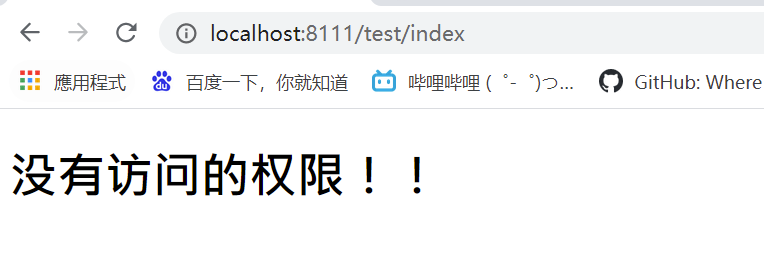 localhost:8111/test/index
應用程式 百度一下，你就知道 哔哩哔哩 ( ゜- ゜)つ... GitHub: Where
没有访问的权限！！